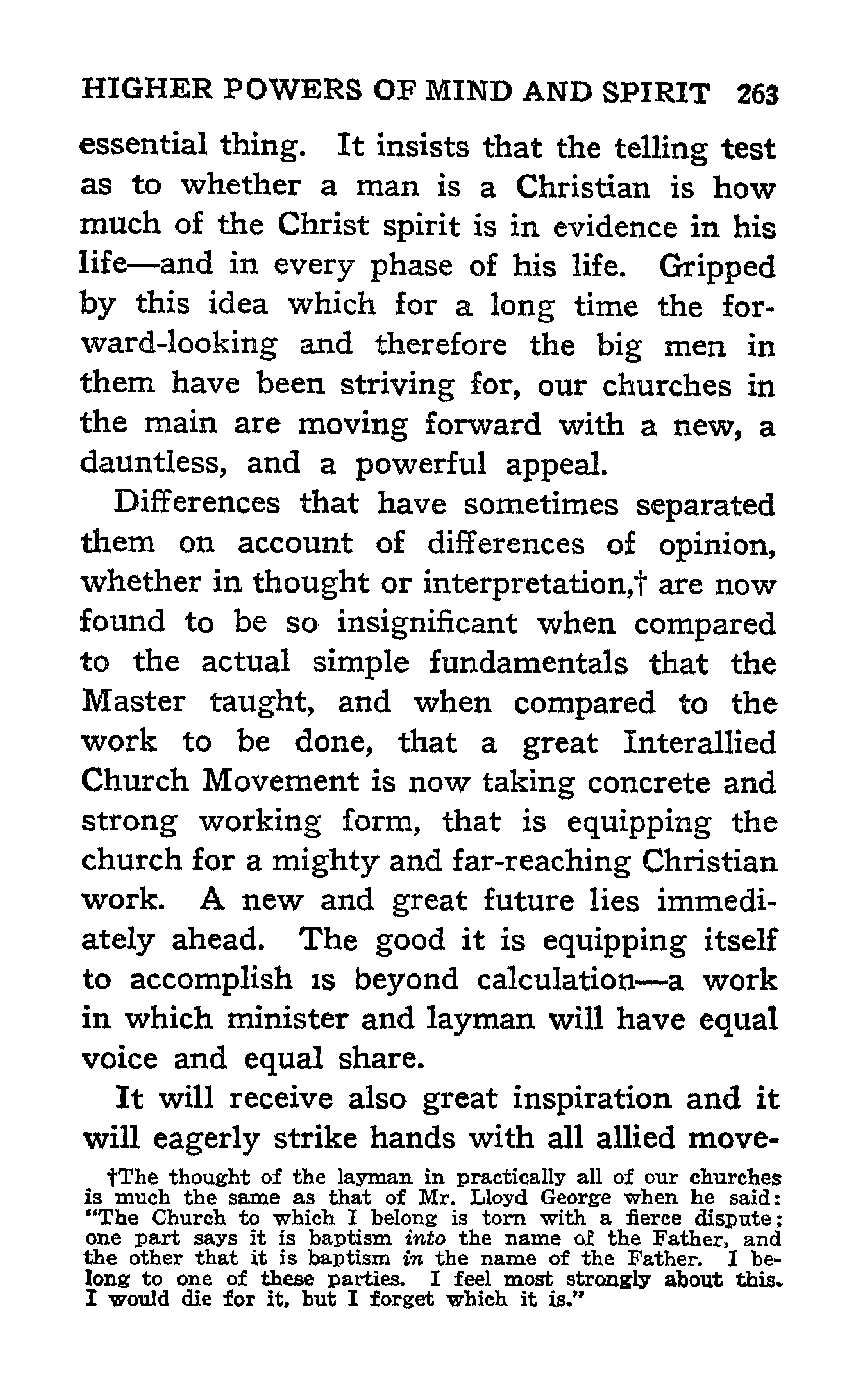 HIGHER POWERS OF MIND AND SPIRIT 263
essential thing. It insists that the telling test
as to whether a man is a Christian is how
much of the Christ spirit is in evidence in his
life—and in every phase of his life. Gripped
by this idea which for a long time the for-
ward-looking and therefore the big men in
them have been striving for, our churches in
the main are moving forward with a new, a
dauntless, and a powerful appeal.
Differences that have sometimes separated
them on account of differences of opinion,
whether in thought or interpretation,† are now
found to be so insignificant when compared
to the actual simple fundamentals that the
Master taught, and when compared to the
work to be done, that a great Interallied
Church Movement is now taking concrete and
strong working form, that is equipping the
church for a mighty and far-reaching Christian
work. A new and great future lies immedi-
ately ahead. The good it is equipping itself
to accomplish is beyond calculation—a work
in which minister and layman will have equal
voice and equal share.
It will receive also great inspiration and it
will eagerly strike hands with all allied move-
†The thought of the layman in practically all of our churches
is much the same as that of Mr. Lloyd George when he said:
"The Church to which I belong is torn with a fierce dispute;
one part says it is baptism into the name of the Father, and
the other that it is baptism in the name of the Father. I be-
long to one of these parties. I feel most strongly about this.
I would die for it, but I forget which it is."